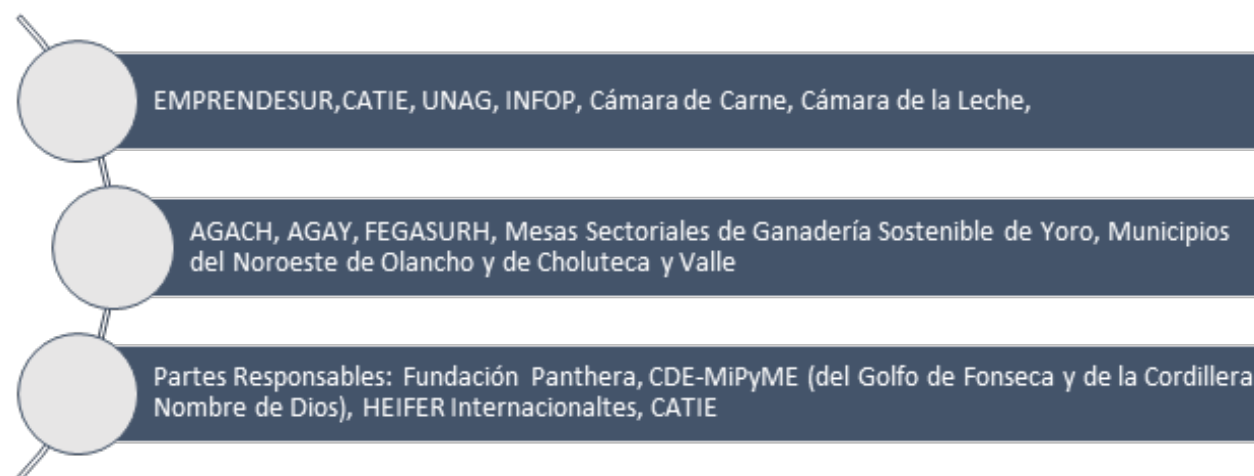 EMPRENDESUR,CATIE, UNAG, INFOP, Cámara de Carne, Cámara de la Leche,
AGACH, AGAY, FEGASURH, Mesas Sectoriales de Ganadería Sostenible de Yoro, Municipios
del Noroeste de Olancho y de Choluteca y Valle
Partes Responsables: Fundación Panthera, CDE-MiPyME (del Golfo de Fonseca y de la Cordillera
Nombre de Dios), HEIFER Internacionaltes, CATIE